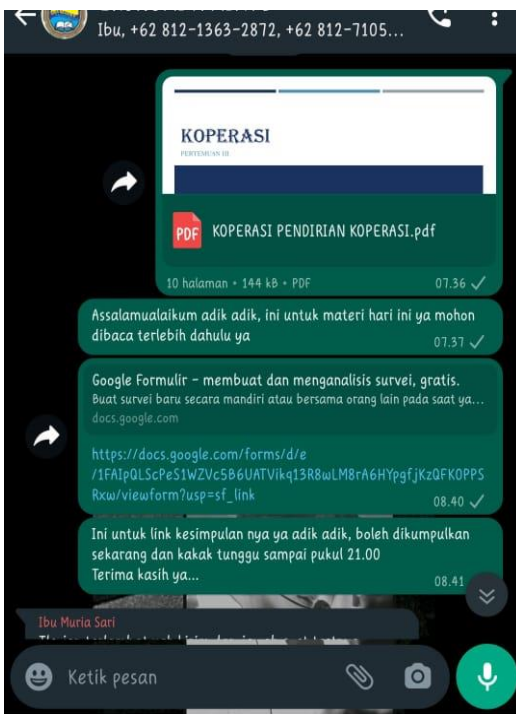 Ibu, +62 812-1363-2872, +62 812-7105...
KOPERASI
PERTEMUAN III
PDF KOPERASI PENDIRIAN KOPERASI.pdf
10 halaman • 144 kB • PDF 07.36
Assalamualaikum adik adik, ini untuk materi hari ini ya mohon
dibaca terlebih dahulu ya 07.37
Google Formulir – membuat dan menganalisis survei, gratis.
Buat survei baru secara mandiri atau bersama orang lain pada saat ya...
docs.google.com
https://docs.google.com/forms/d/e
/1FAIpQLScPeS1WZVc5B6UATVikq13R8wLM8rA6HYpgfjKzQFK0PPS
Rxw/viewform?usp=sf_link 08.40
Ini untuk link kesimpulan nya ya adik adik, boleh dikumpulkan
sekarang dan kakak tunggu sampai pukul 21.00
Terima kasih ya... 08.41
Ibu Muria Sari
Ketik pesan